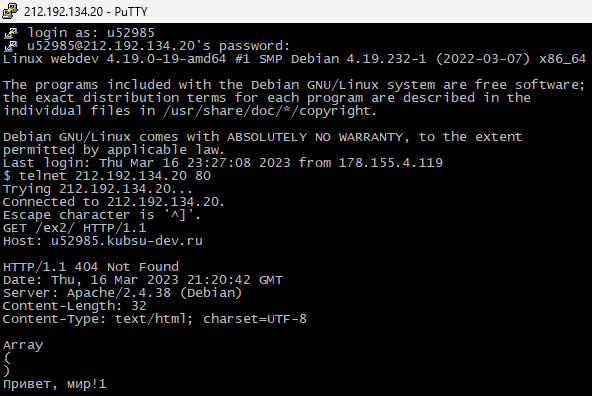 212.192.134.20 - PuTTY
login as: u52985
u52985@212.192.134.20's password:
Linux webdev 4.19.0-19-amd64 #1 SMP Debian 4.19.232-1 (2022-03-07) x86_64
The programs included with the Debian GNU/Linux system are free software;
the exact distribution terms for each program are described in the
individual files in /usr/share/doc/*/copyright.
Debian GNU/Linux comes with ABSOLUTELY NO WARRANTY, to the extent
permitted by applicable law.
Last login: Thu Mar 16 23:27:08 2023 from 178.155.4.119
$ telnet 212.192.134.20 80
Trying 212.192.134.20...
Connected to 212.192.134.20.
Escape character is '^]'.
GET /ex2/ HTTP/1.1
Host: u52985.kubsu-dev.ru
HTTP/1.1 404 Not Found
Date: Thu, 16 Mar 2023 21:20:42 GMT
Server: Apache/2.4.38 (Debian)
Content-Length: 32
Content-Type: text/html; charset=UTF-8
Array
(
)
Привет, мир!1